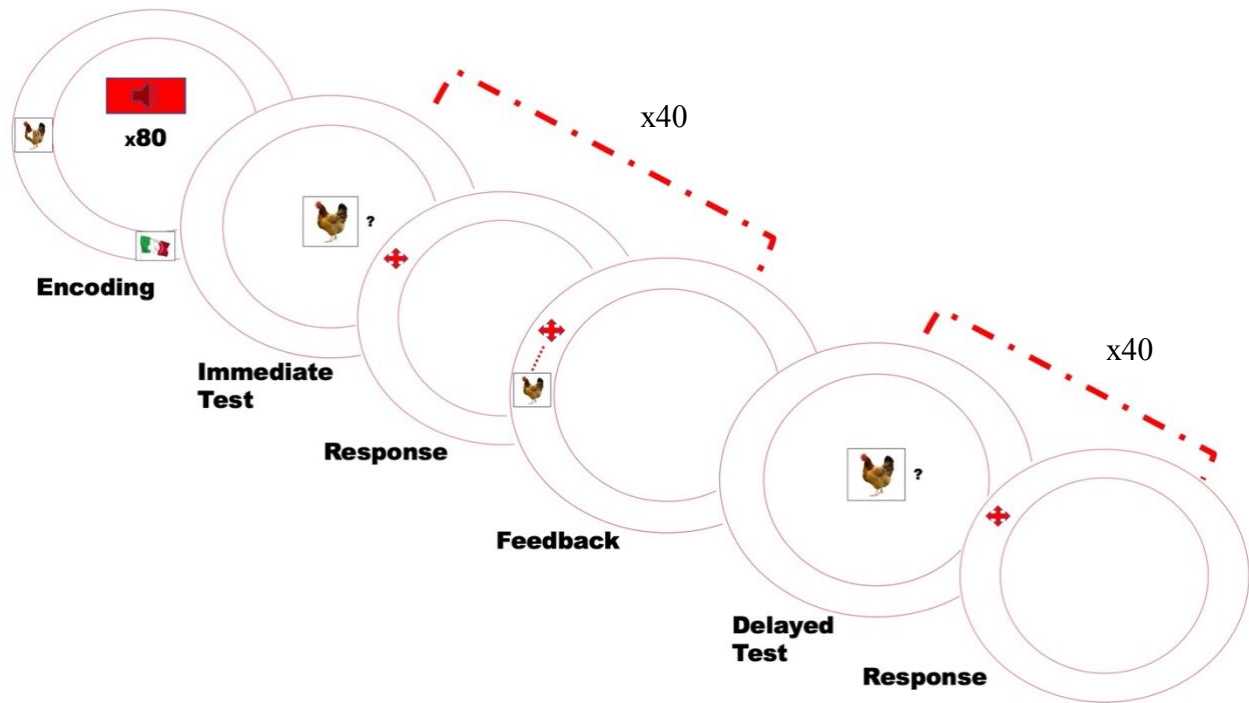 x80
Encoding
?
Immediate
Test
x40
Response
Feedback
?
Delayed
Test
x40
Response